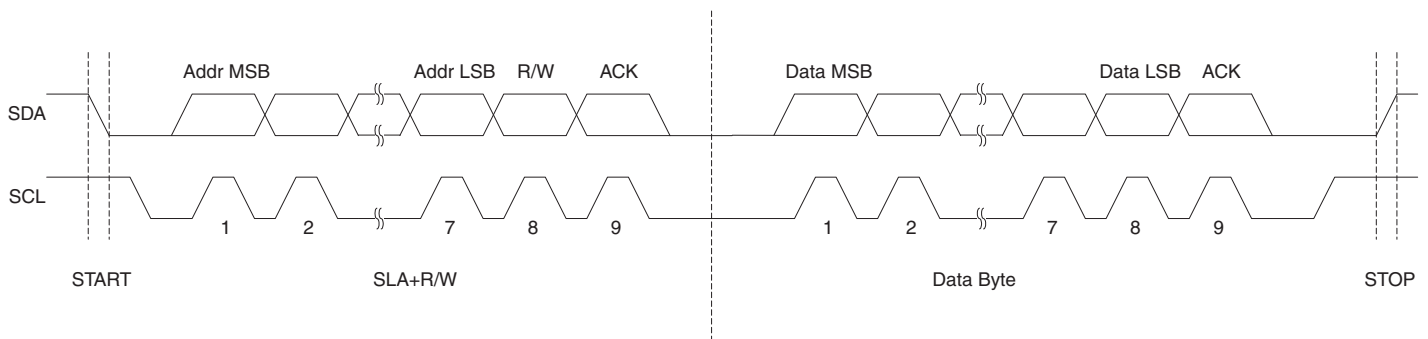 Addr MSB Addr LSB R/W ACK Data MSB Data LSB ACK
SDA
SCL
1 2 7 8 9 1 2 7 8 9
START SLA+R/W Data Byte STOP